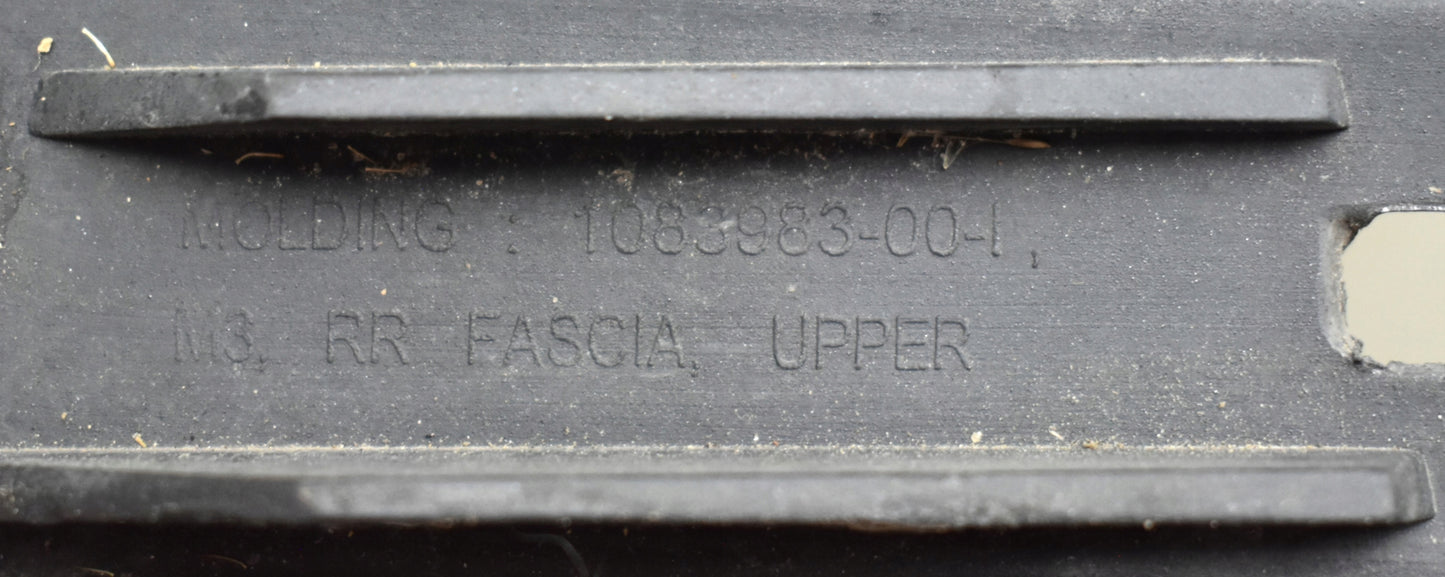 MOLDING : 1083983-00-I,
M3, RR FASCIA, UPPER